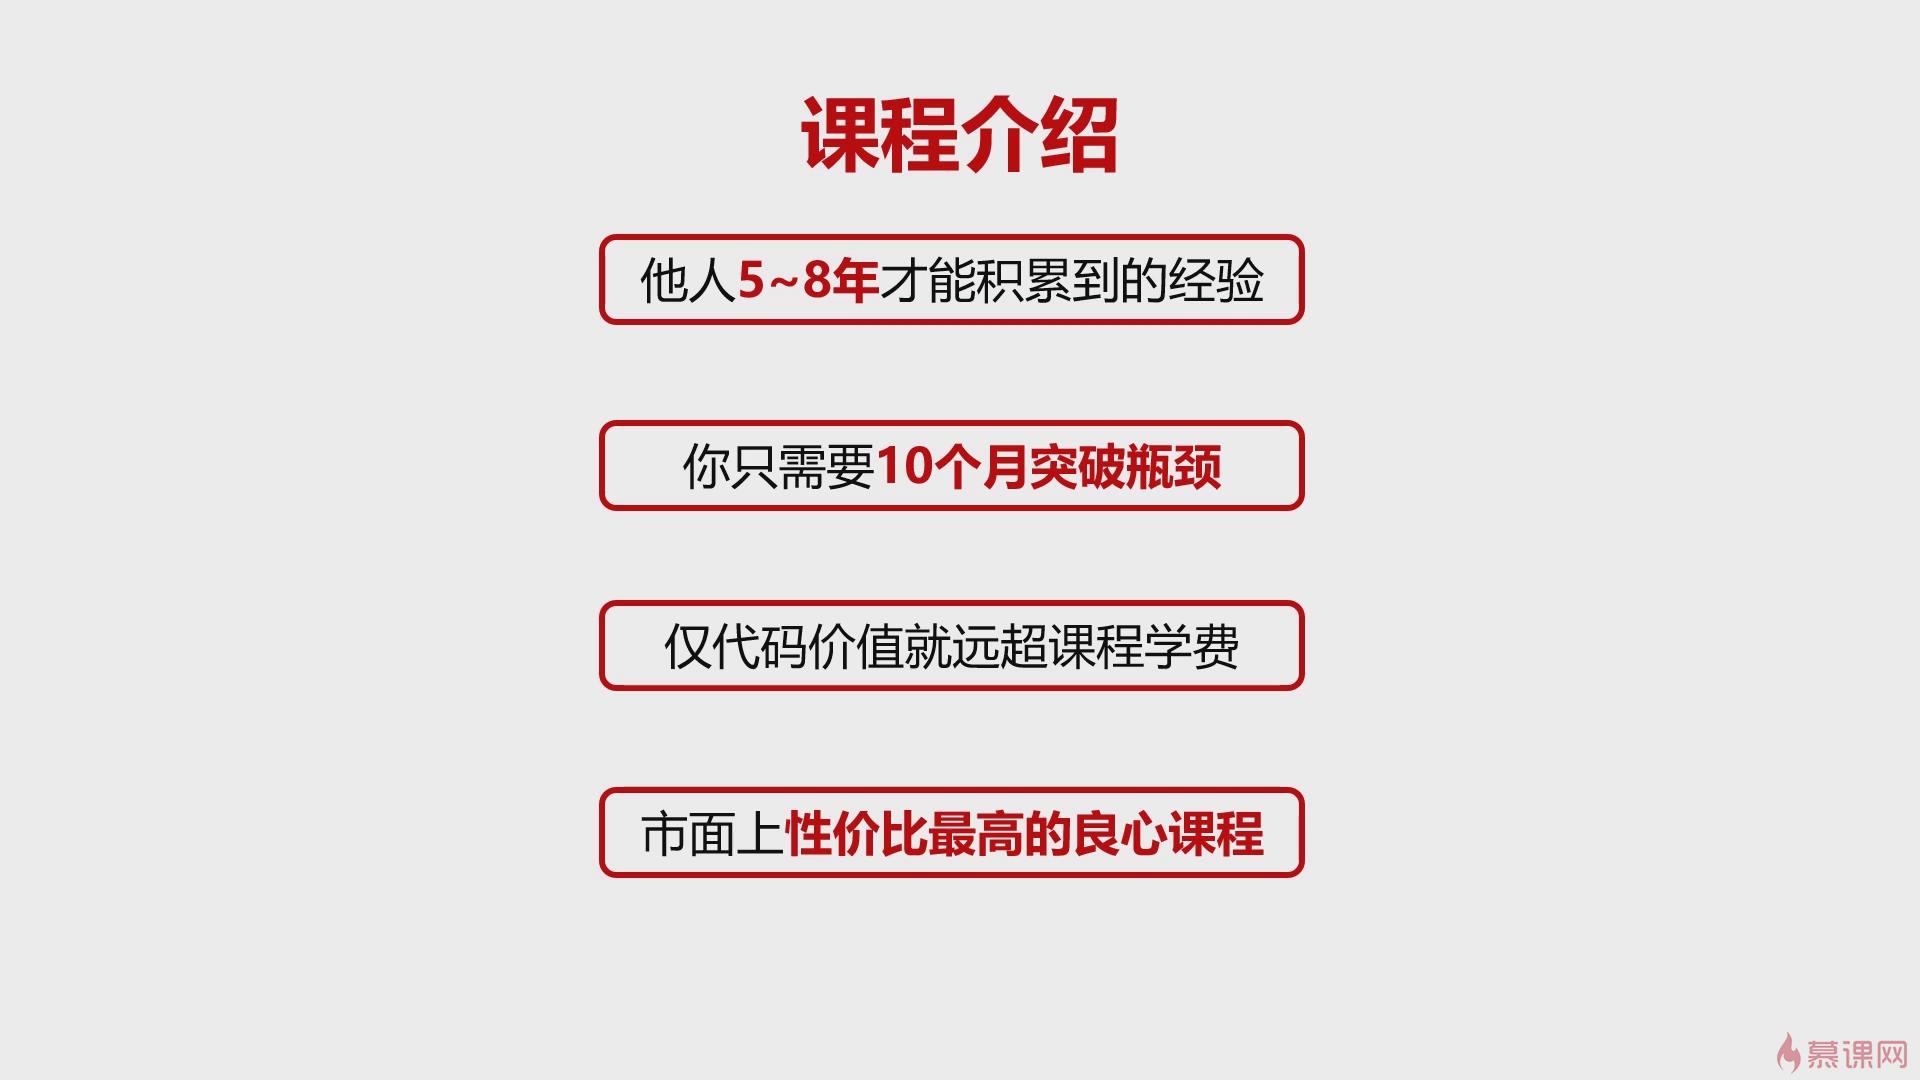 课程介绍
他人5~8年才能积累到的经验
你只需要10个月突破瓶颈
仅代码价值就远超课程学费
市面上性价比最高的良心课程
慕课网